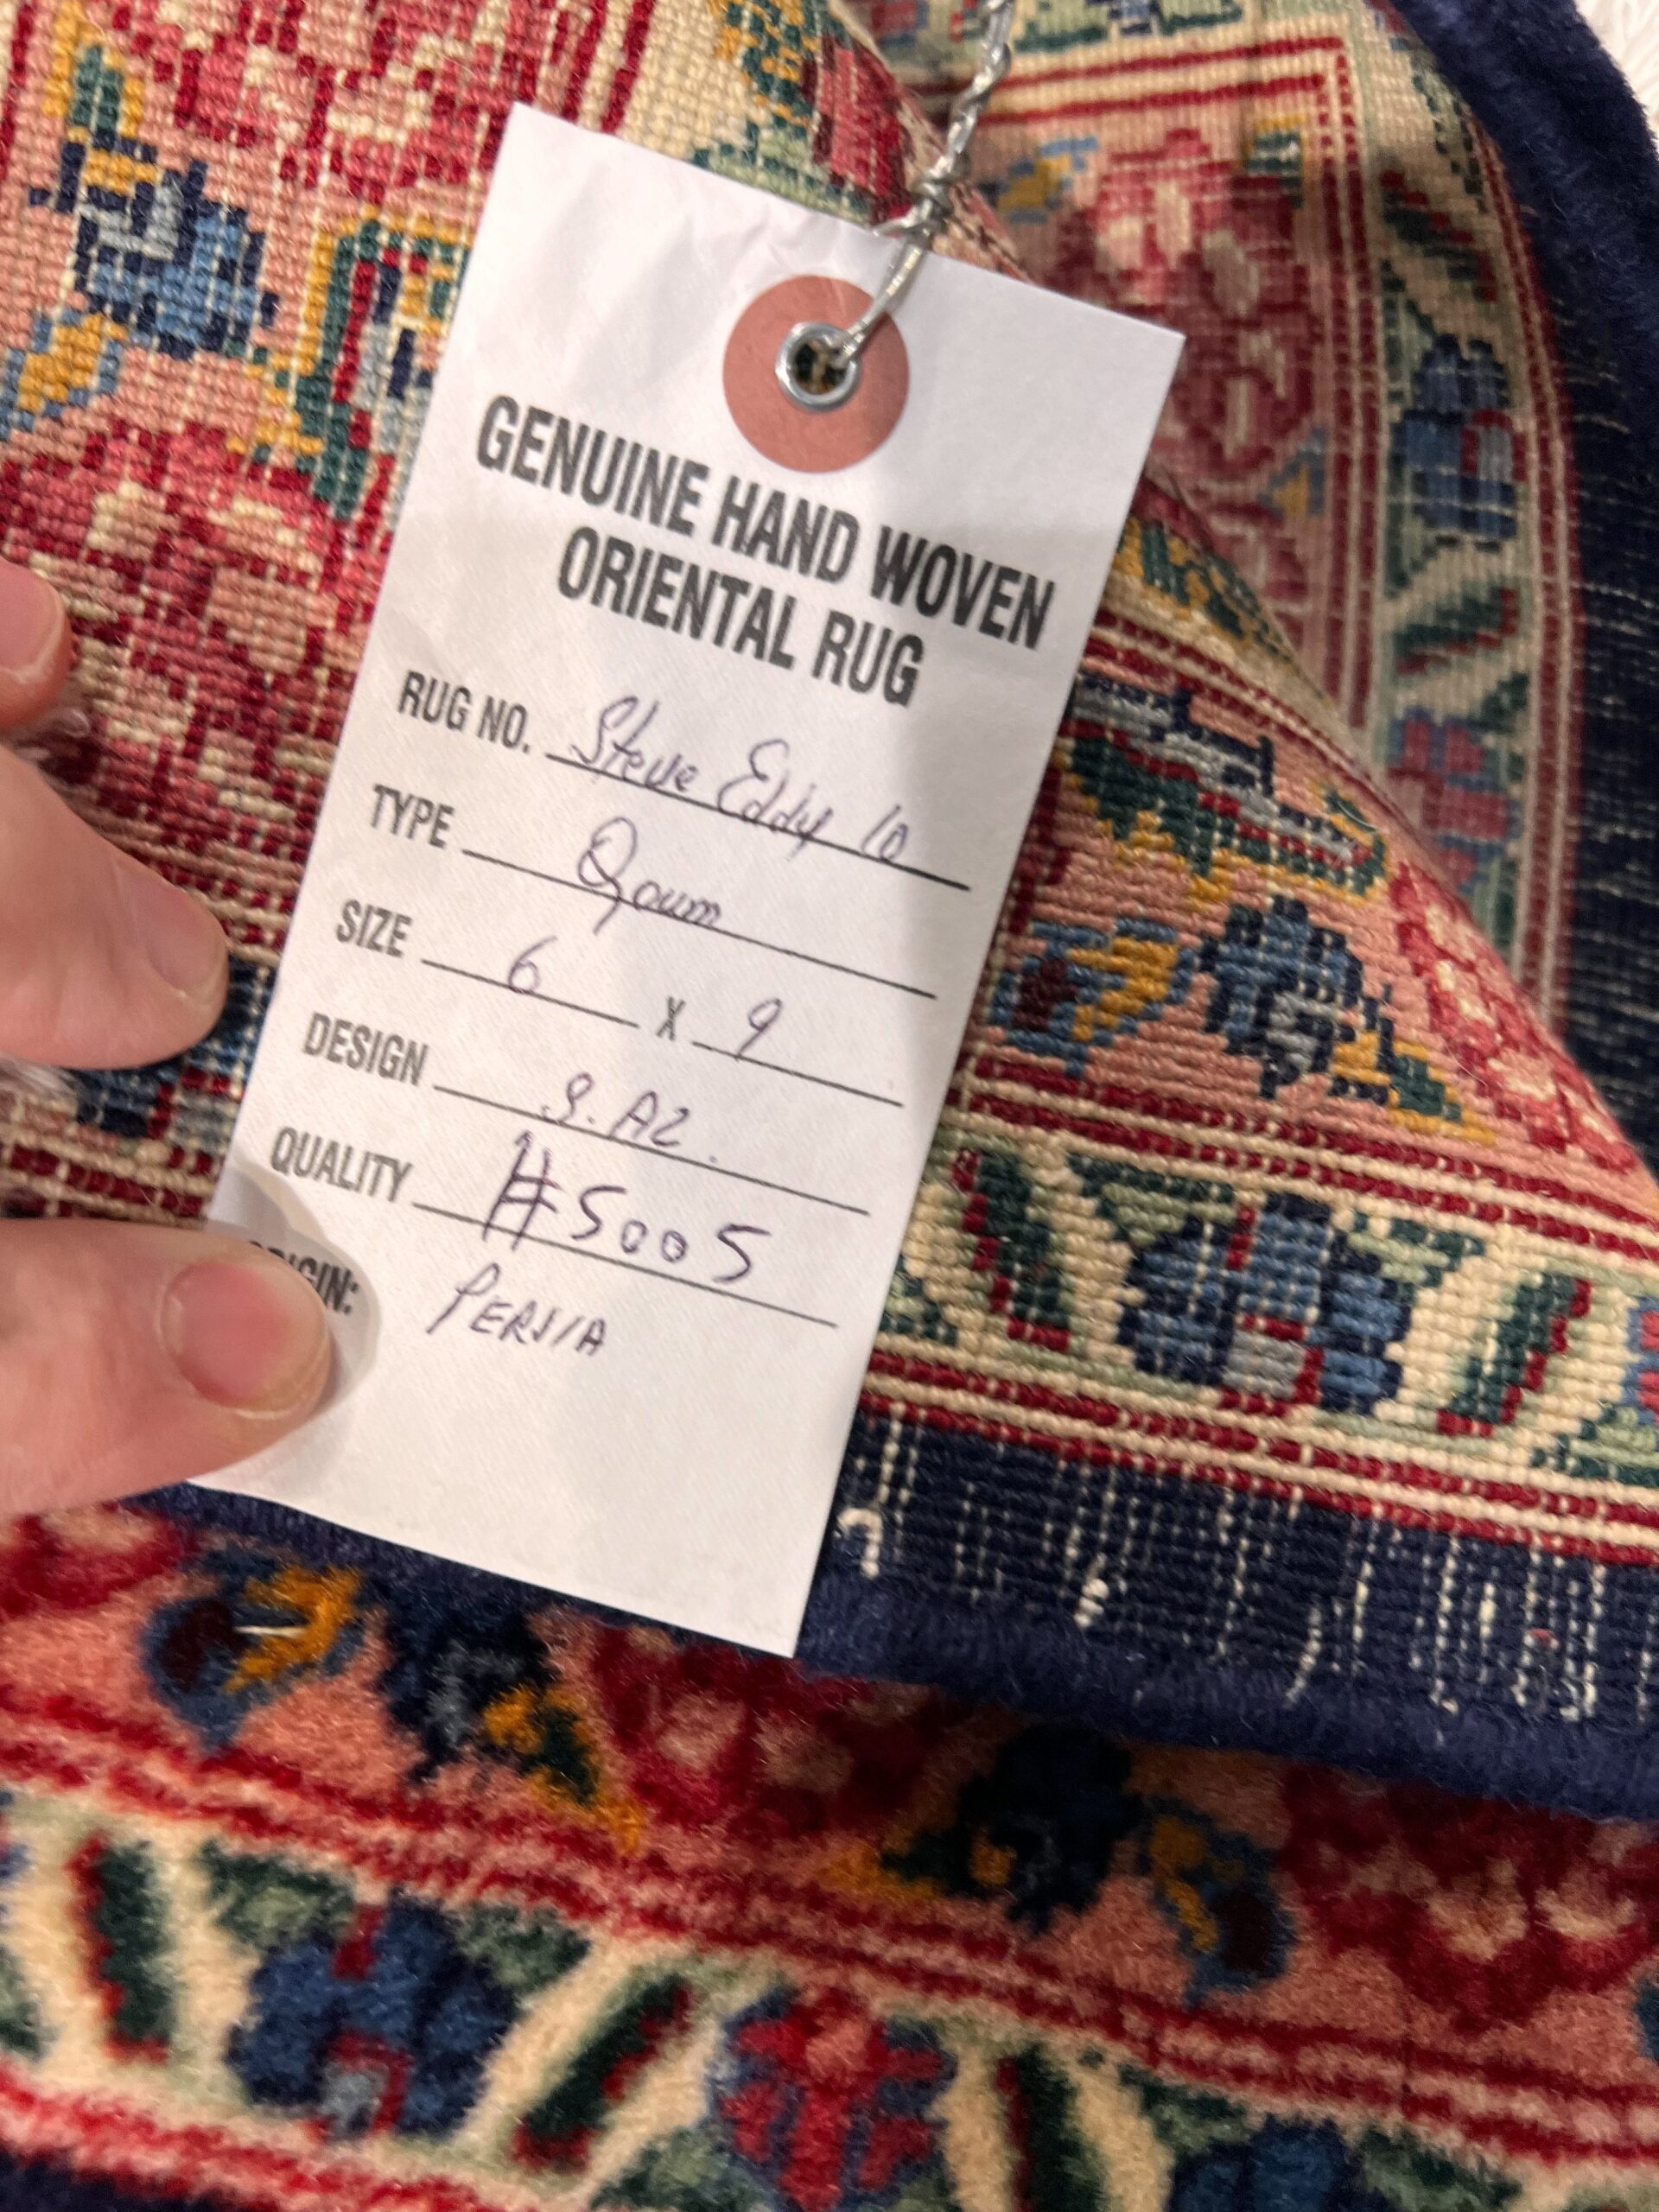 GENUINE HAND WOVEN
ORIENTAL RUG
RUG NO. Steve Eddy 10
TYPE Qoum
SIZE 6 X 9
DESIGN S. A2.
QUALITY #5005
ORIGIN: PERSIA